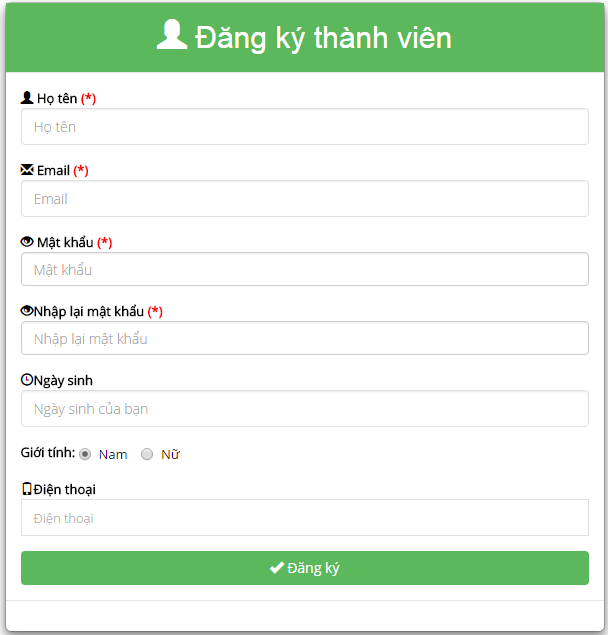 Đăng ký thành viên
Họ tên (*)
Họ tên
Email (*)
Email
Mật khẩu (*)
Mật khẩu
Nhập lại mật khẩu (*)
Nhập lại mật khẩu
Ngày sinh
Ngày sinh của bạn
Giới tính: Nam Nữ
Điện thoại
Điện thoại
Đăng ký